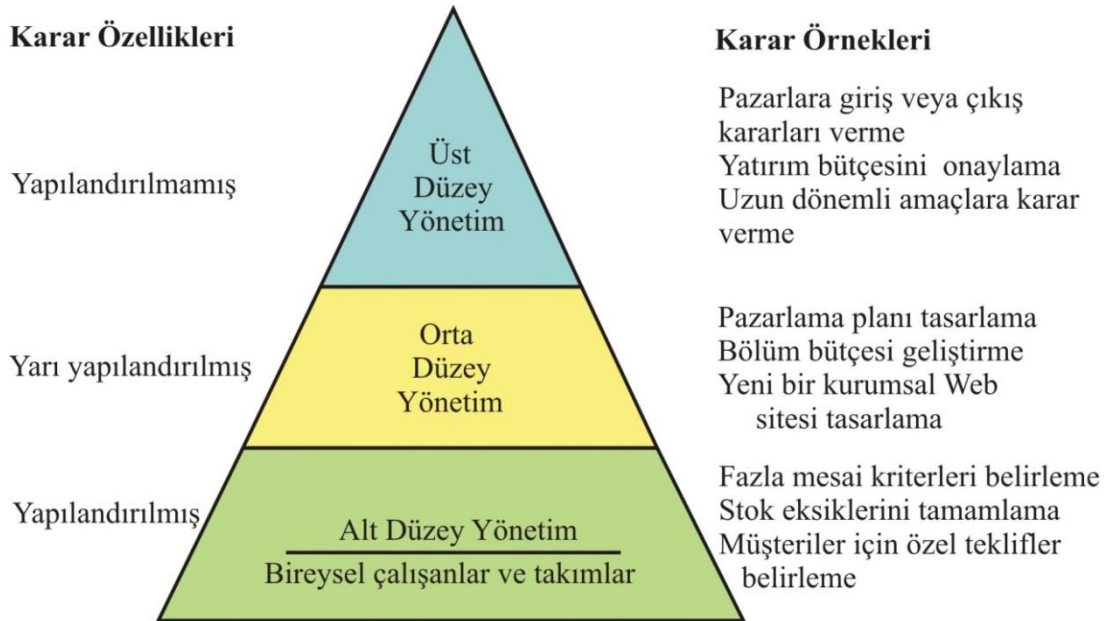 Karar Özellikleri
Karar Örnekleri
Yapılandırılmamış
Üst
Düzey
Yönetim
Pazarlara giriş veya çıkış
kararları verme
Yatırım bütçesini onaylama
Uzun dönemli amaçlara karar
verme
Yarı yapılandırılmış
Orta
Düzey
Yönetim
Pazarlama planı tasarlama
Bölüm bütçesi geliştirme
Yeni bir kurumsal Web
sitesi tasarlama
Yapılandırılmış
Alt Düzey Yönetim
Bireysel çalışanlar ve takımlar
Fazla mesai kriterleri belirleme
Stok eksiklerini tamamlama
Müşteriler için özel teklifler
belirleme